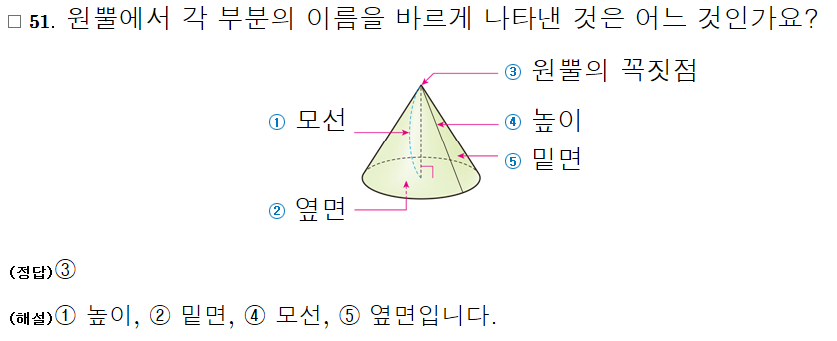 □ 51. 원뿔에서 각 부분의 이름을 바르게 나타낸 것은 어느 것인가요?
③ 원뿔의 꼭짓점
① 모선
④ 높이
⑤ 밑면
② 옆면
(정답)③
(해설)① 높이, ② 밑면, ④ 모선, ⑤ 옆면입니다.